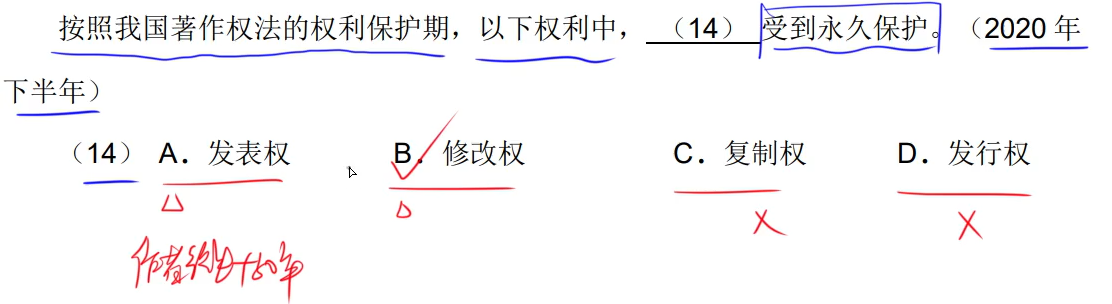 按照我国著作权法的权利保护期，以下权利中，（14）受到永久保护。（2020 年
下半年）
（14） A．发表权 B．修改权 C．复制权 D．发行权
作者终生+50年